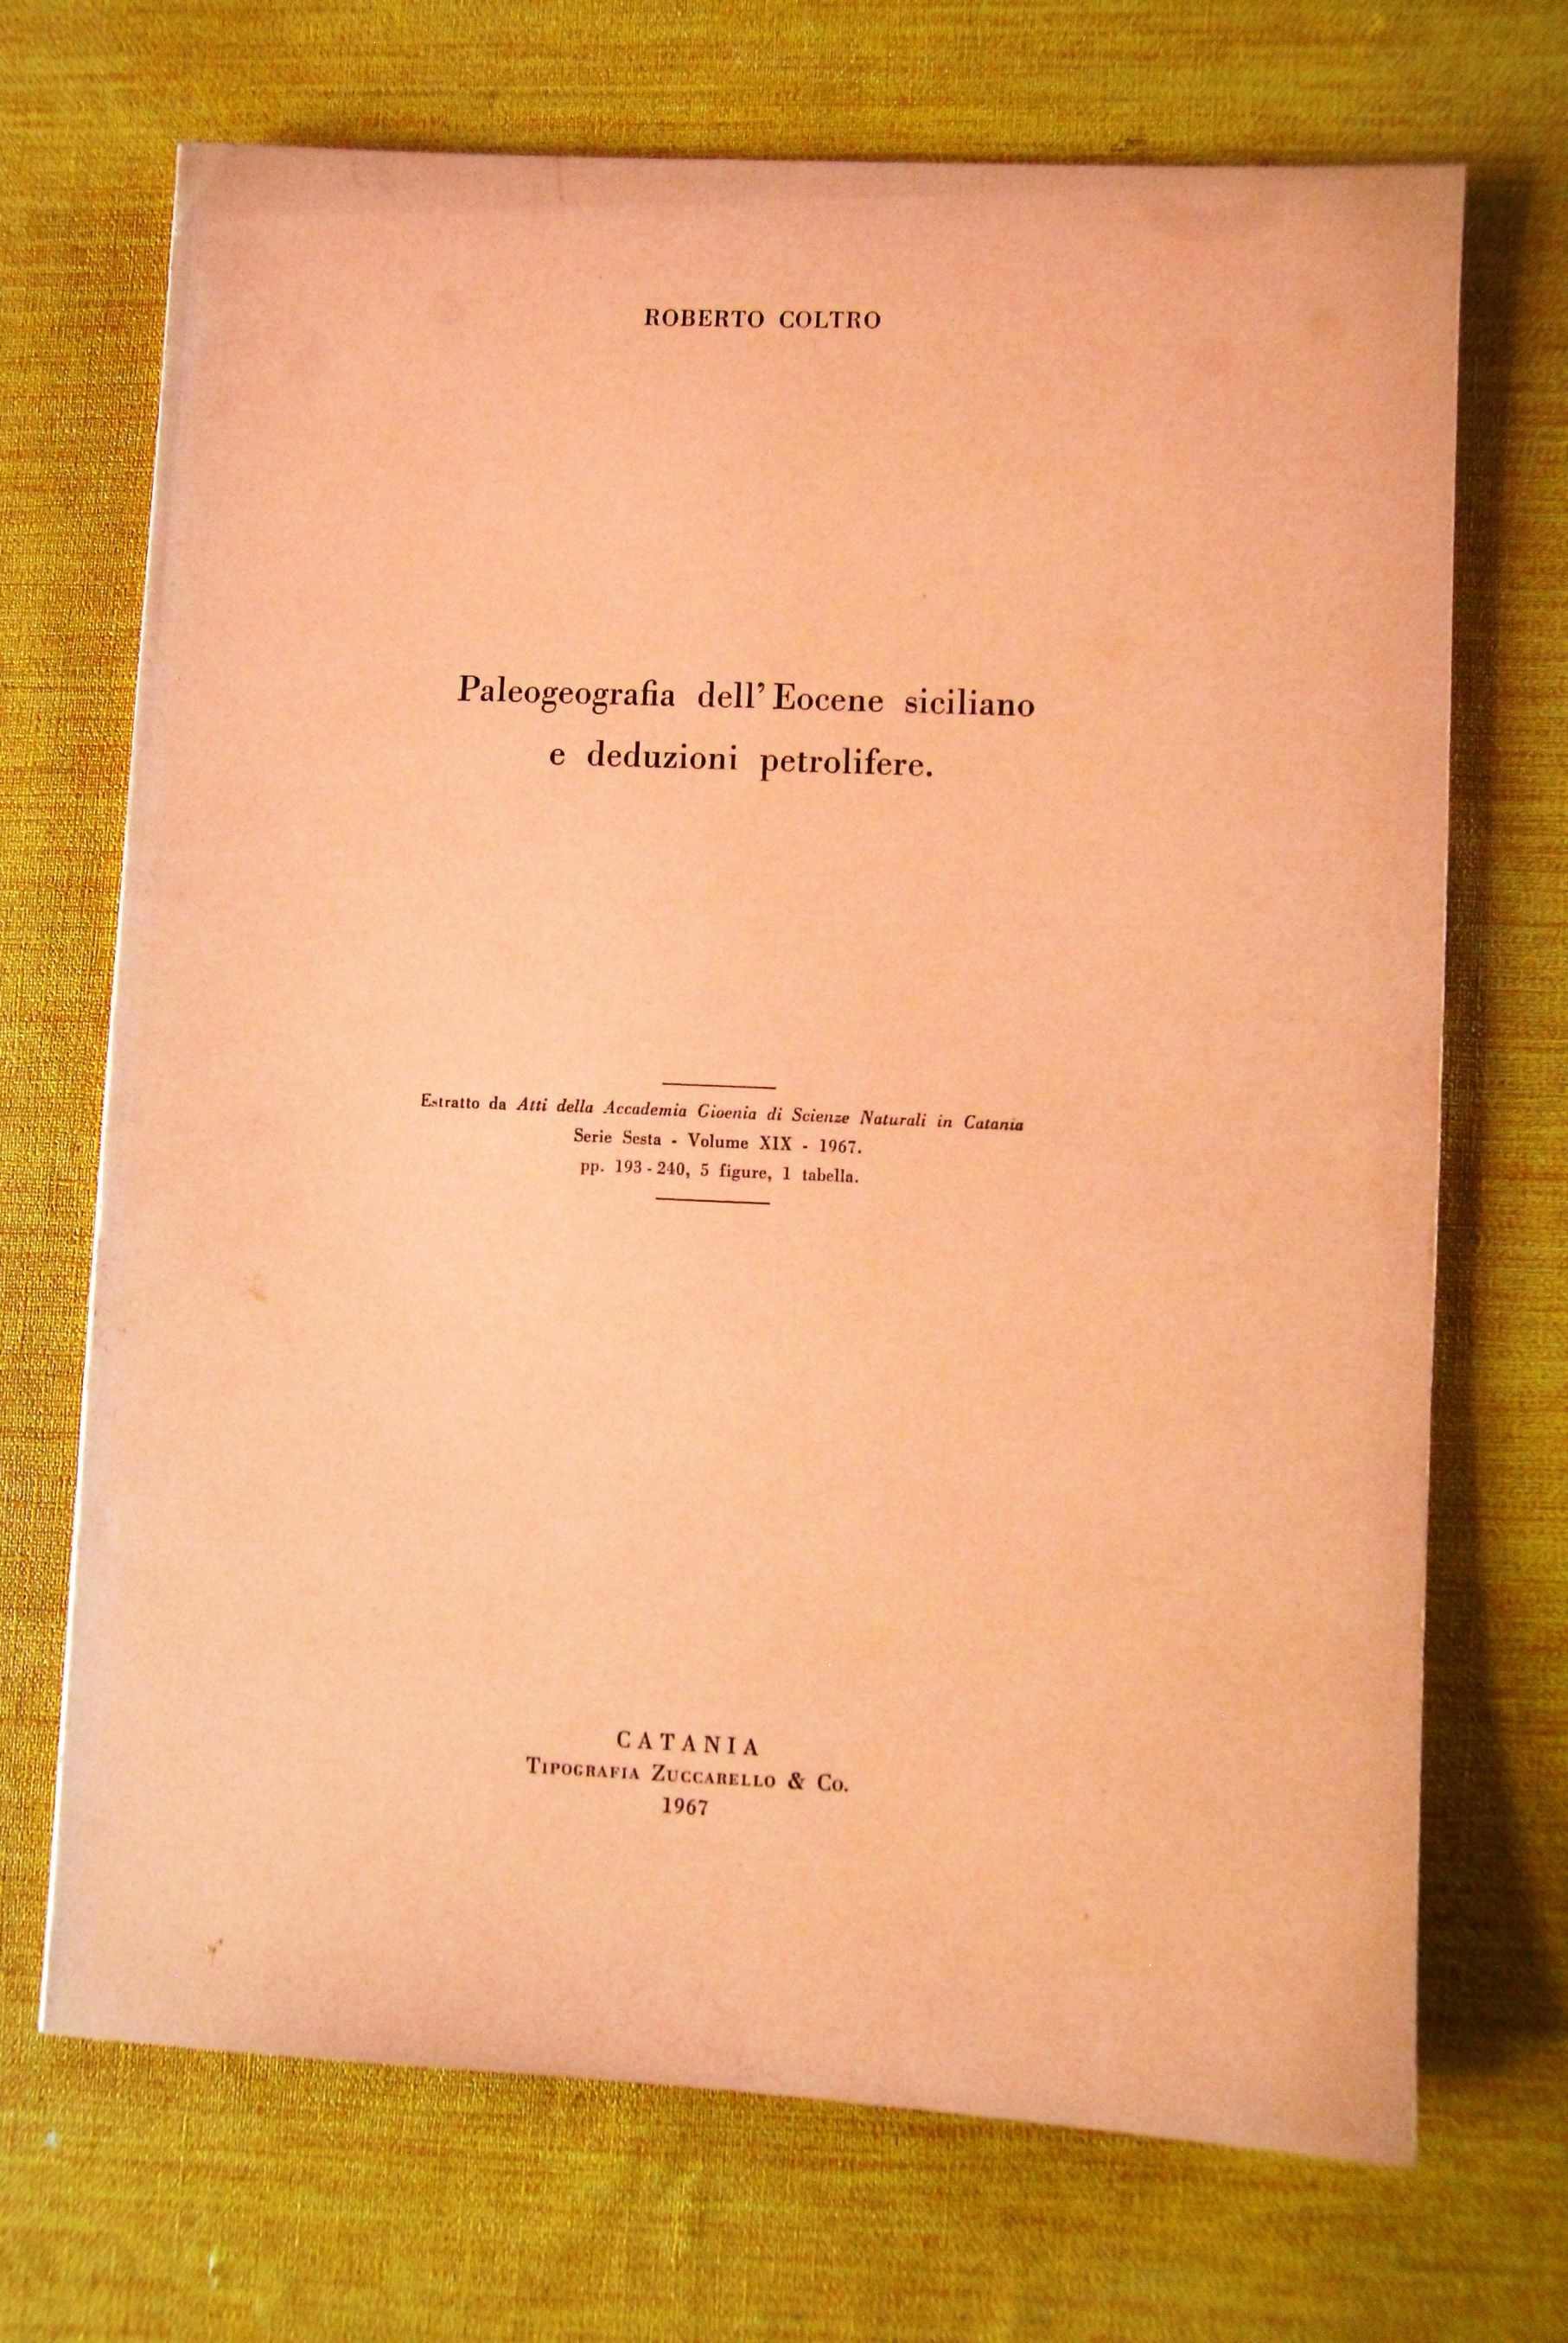 ROBERTO COLTRO
Paleogeografia dell'Eocene siciliano
e deduzioni petrolifere.
Estratto da Atti della Accademia Gioenia di Scienze Naturali in Catania
Serie Sesta - Volume XIX - 1967.
pp. 193-240, 5 figure, 1 tabella.
CATANIA
TIPOGRAFIA ZUCCARELLO & CO.
1967